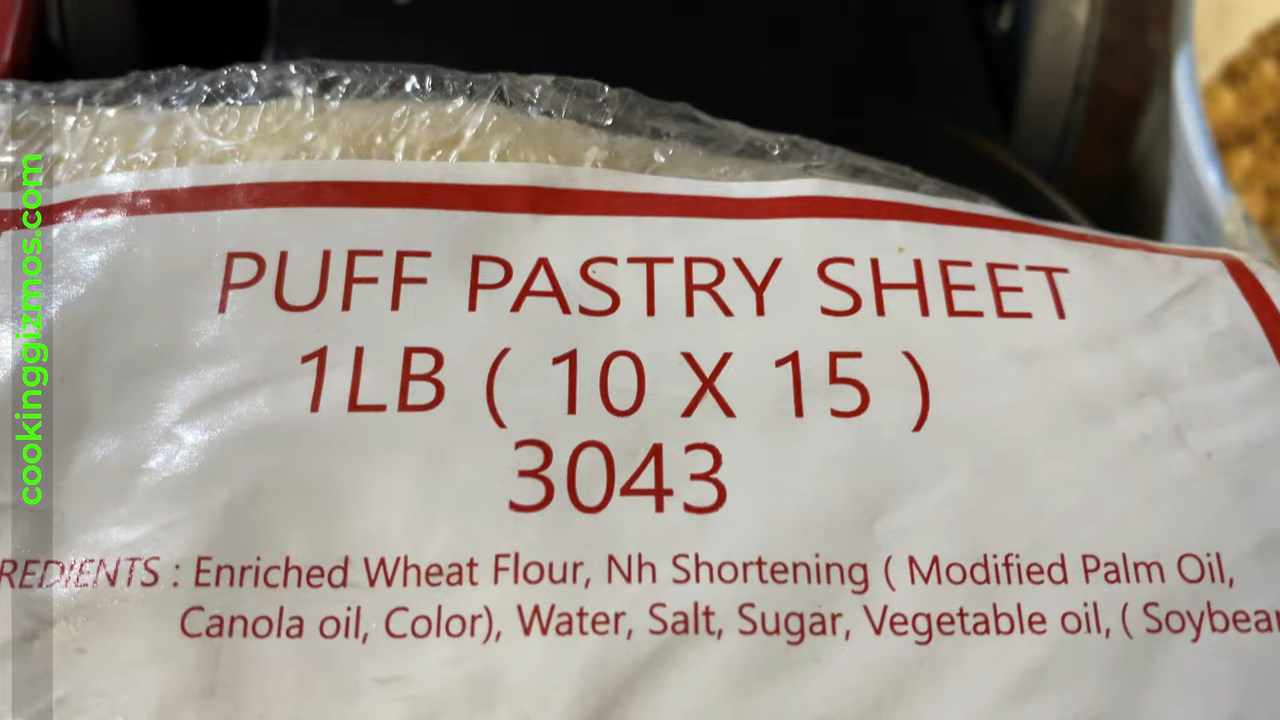 PUFF PASTRY SHEET
1LB ( 10 X 15 )
3043
REDIENTS : Enriched Wheat Flour, Nh Shortening ( Modified Palm Oil,
Canola oil, Color), Water, Salt, Sugar, Vegetable oil, ( Soybean
cookinggizmos.com